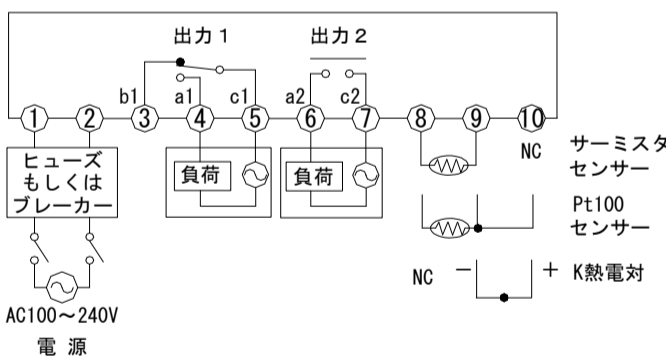 出力1
出力2
b1
a1
c1
a2
c2
1
2
3
4
5
6
7
8
9
10
NC
ヒューズ
もしくは
ブレーカー
負荷
負荷
サーミスタ
センサー
Pt100
センサー
NC
−
+
K熱電対
AC100～240V
電 源